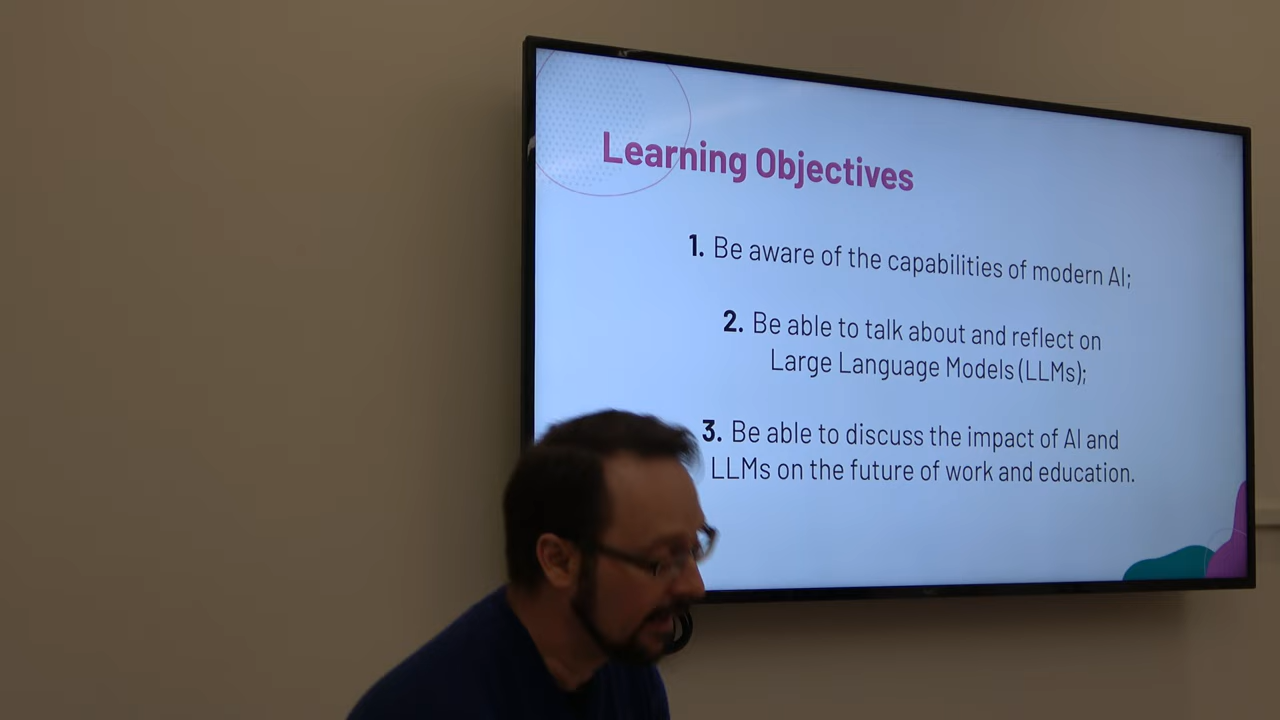 Learning Objectives
1. Be aware of the capabilities of modern AI;
2. Be able to talk about and reflect on
Large Language Models (LLMs);
3. Be able to discuss the impact of AI and
LLMs on the future of work and education.